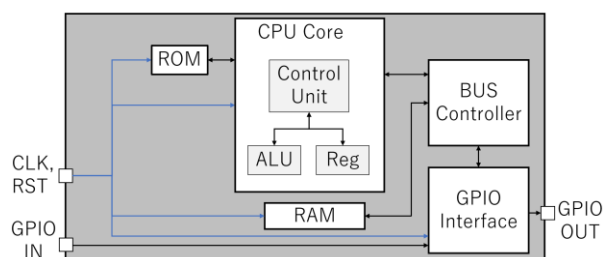 CPU Core
ROM
Control
Unit
BUS
Controller
ALU
Reg
CLK,
RST
GPIO
Interface
RAM
GPIO
IN
GPIO
OUT